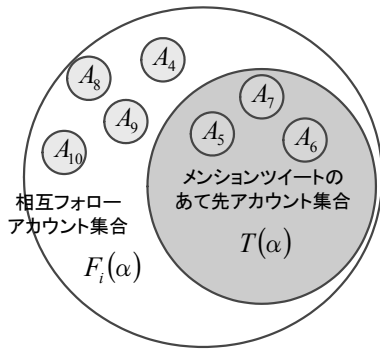 A₄
A₈
A₇
A₉
A₅
A₆
A₁₀
メンションツイートの
あて先アカウント集合
T(α)
相互フォロー
アカウント集合
Fᵢ(α)